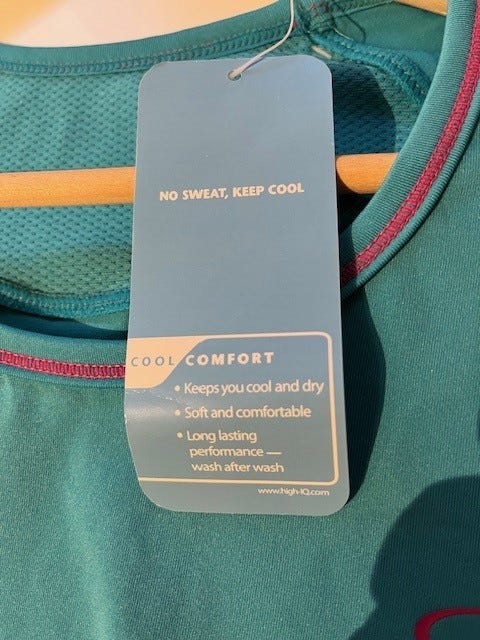 NO SWEAT, KEEP COOL
COOL COMFORT
• Keeps you cool and dry
• Soft and comfortable
• Long lasting
performance —
wash after wash
www.high-IQ.com